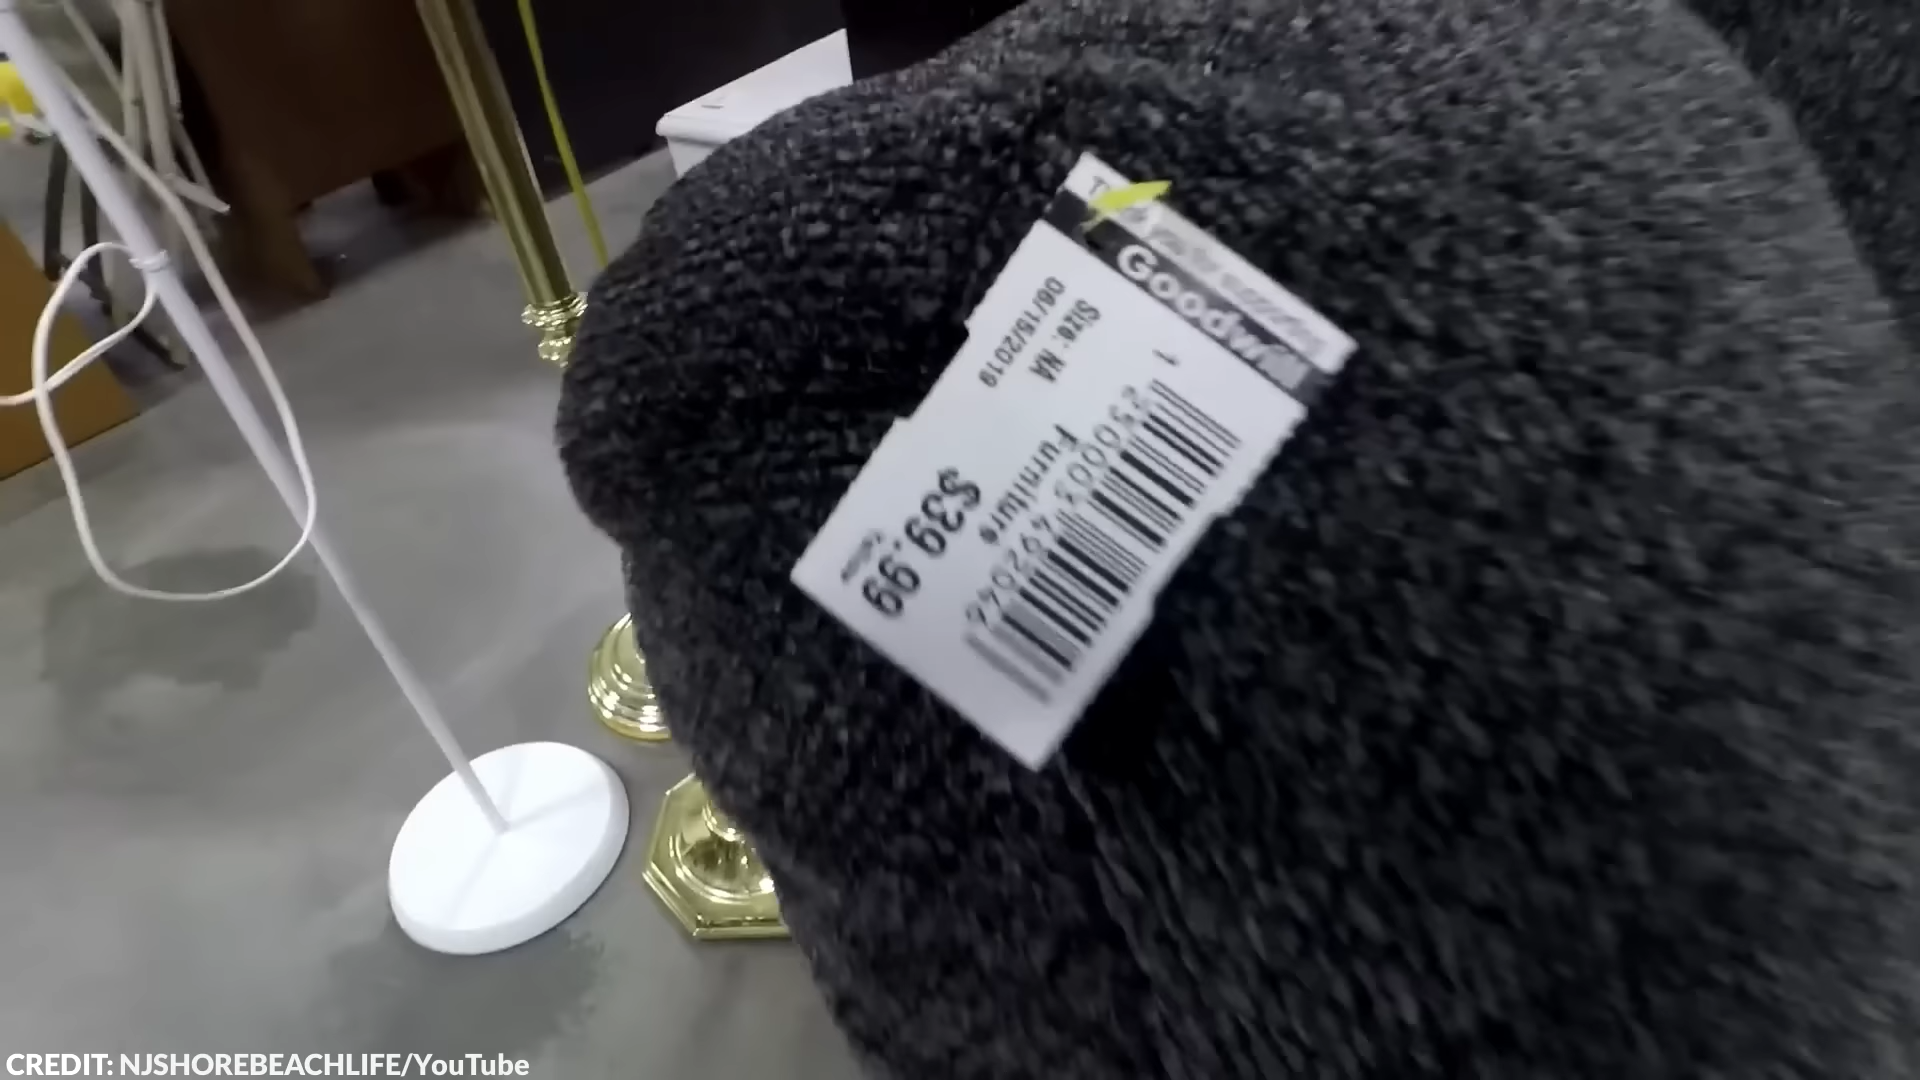 Goodwill
Size: NA
06/15/2019
1
Furniture
$39.99
CREDIT: NJSHOREBEACHLIFE/YouTube